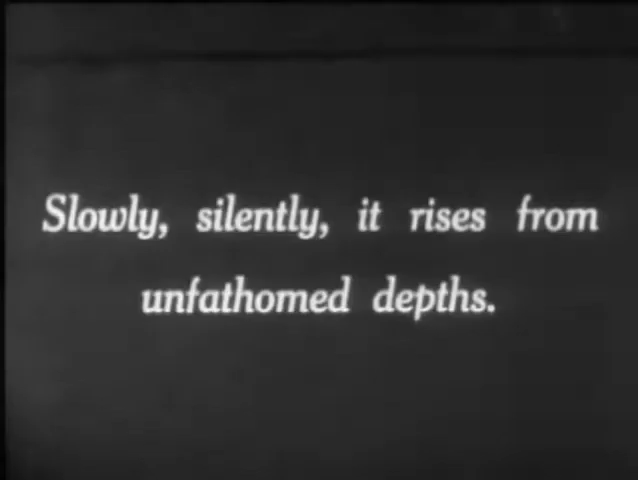 Slowly, silently, it rises from
unfathomed depths.